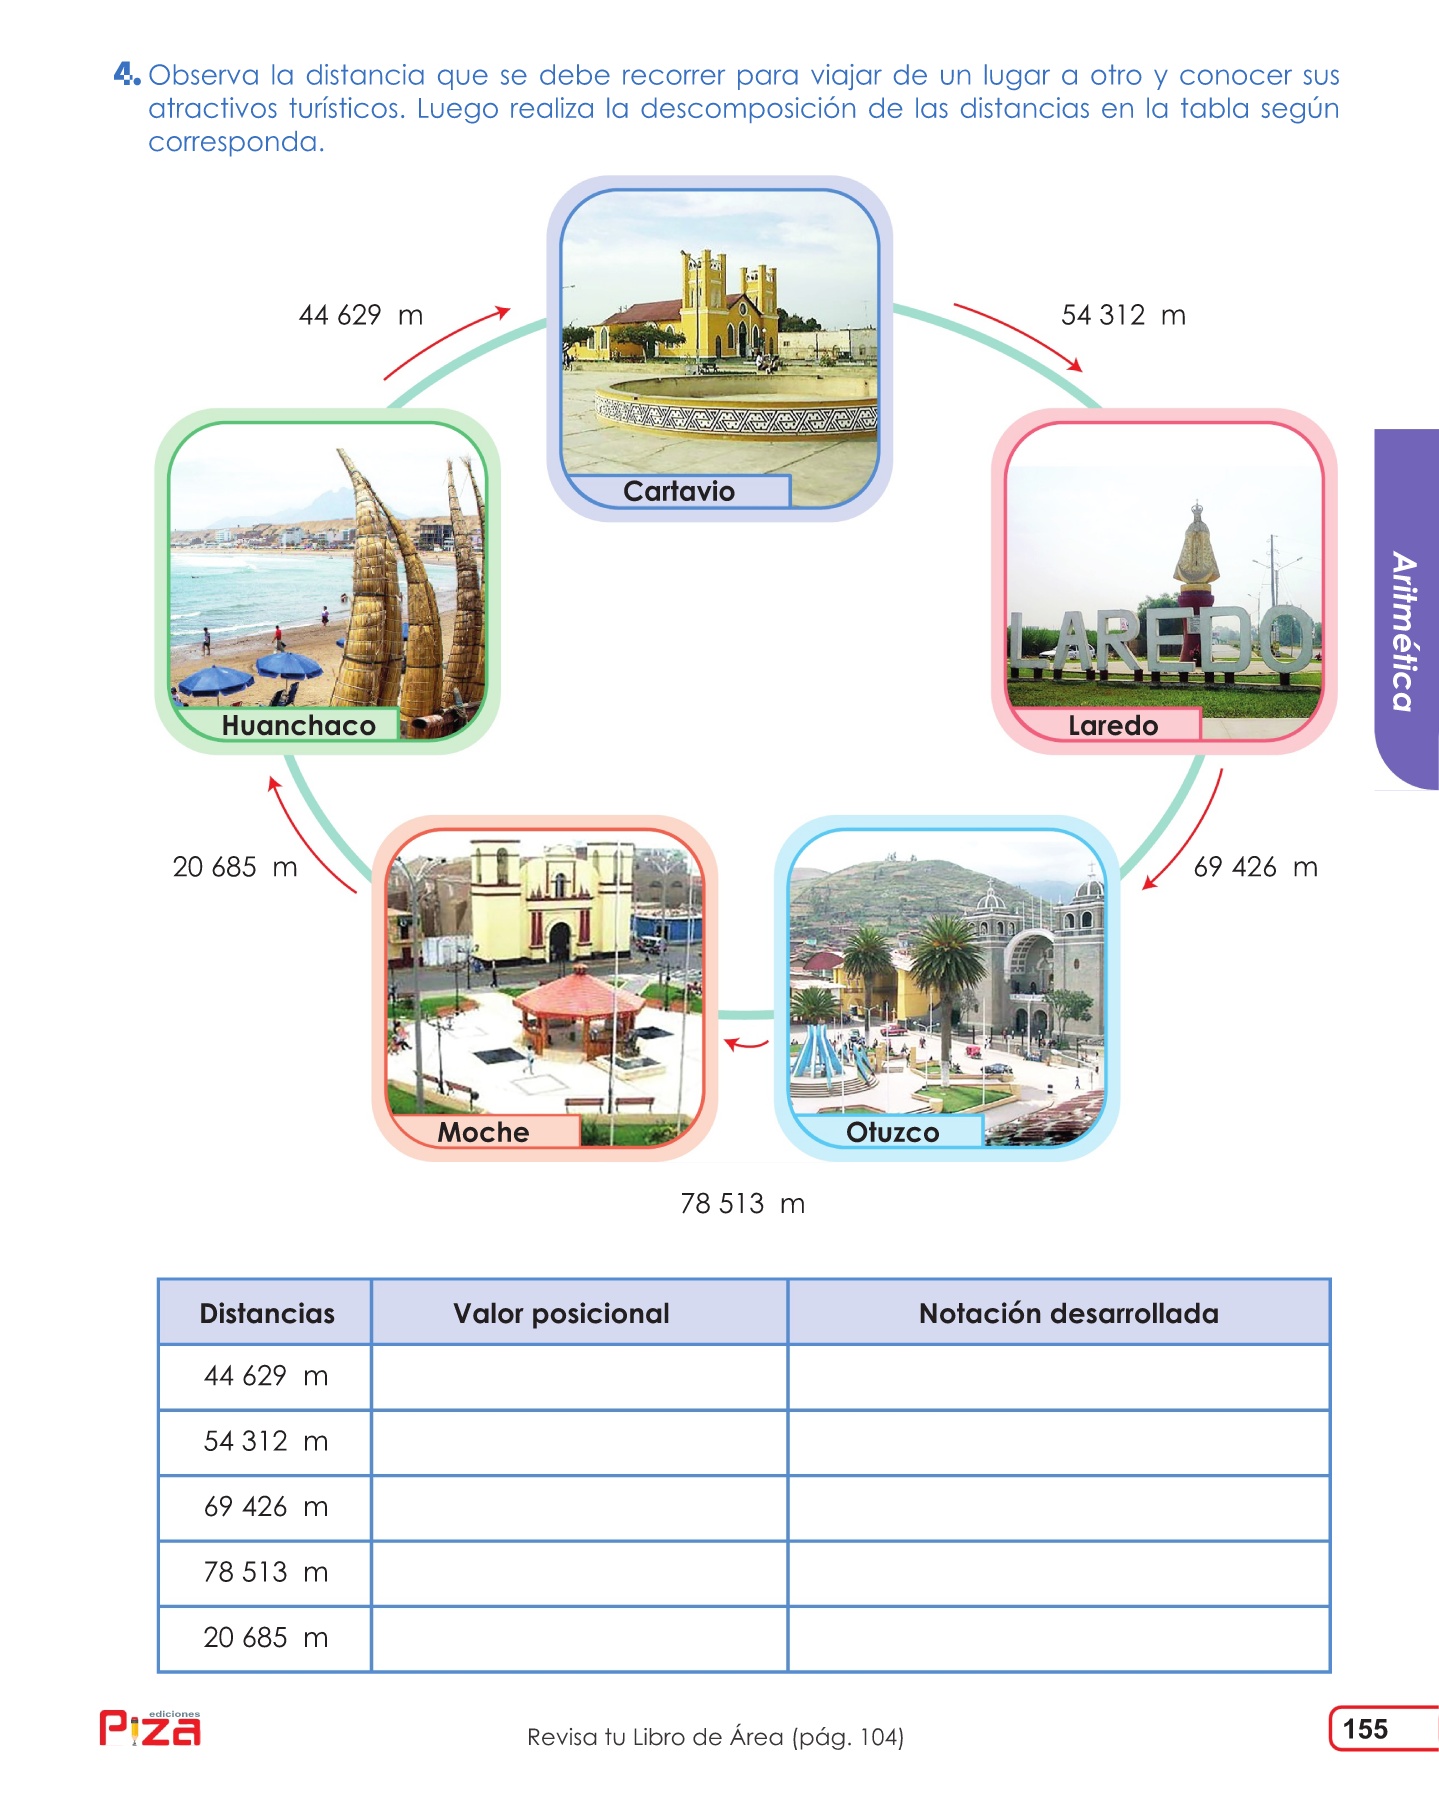 4. Observa la distancia que se debe recorrer para viajar de un lugar a otro y conocer sus
atractivos turísticos. Luego realiza la descomposición de las distancias en la tabla según
corresponda.
44 629 m
54 312 m
Cartavio
LAREDO
Huanchaco
Laredo
20 685 m
69 426 m
Moche
Otuzco
78 513 m
Aritmética
Distancias Valor posicional Notación desarrollada
44 629 m
54 312 m
69 426 m
78 513 m
20 685 m
ediciones
Piza
Revisa tu Libro de Área (pág. 104)
155